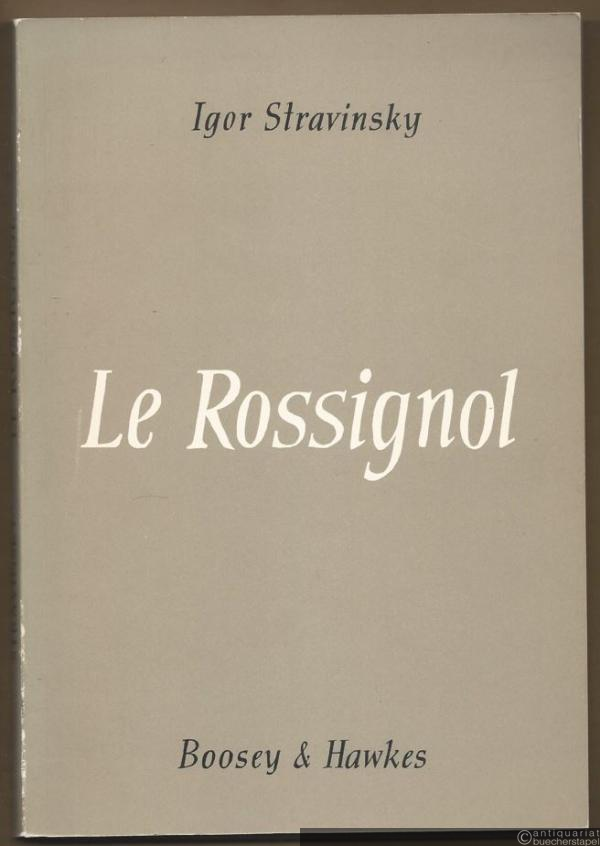 Igor Stravinsky
Le Rossignol
Boosey & Hawkes
©antiquariat
buecherstapel